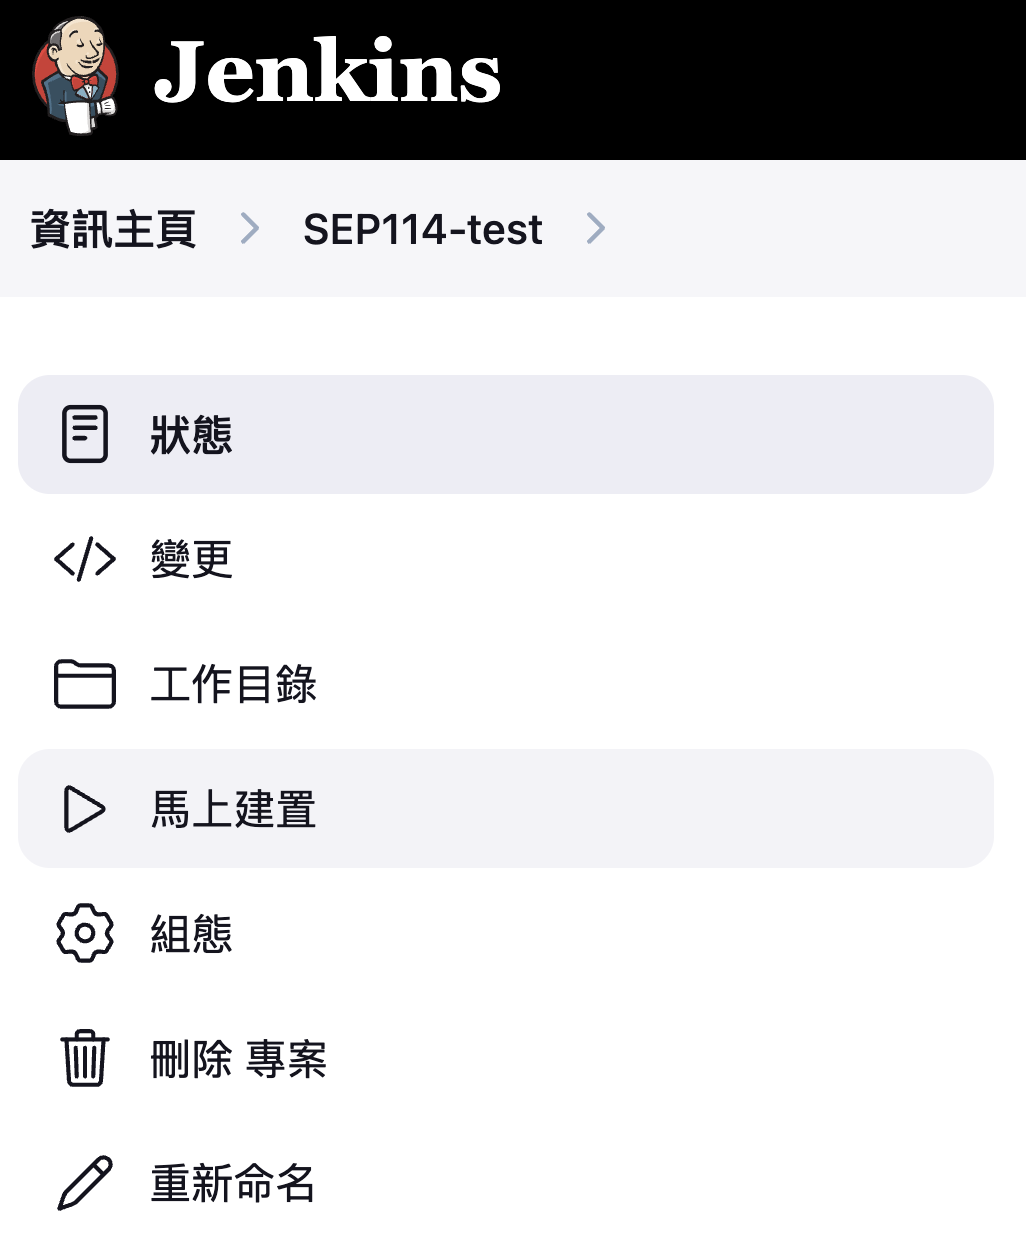 Jenkins
資訊主頁 > SEP114-test >
狀態
變更
工作目錄
馬上建置
組態
刪除 專案
重新命名